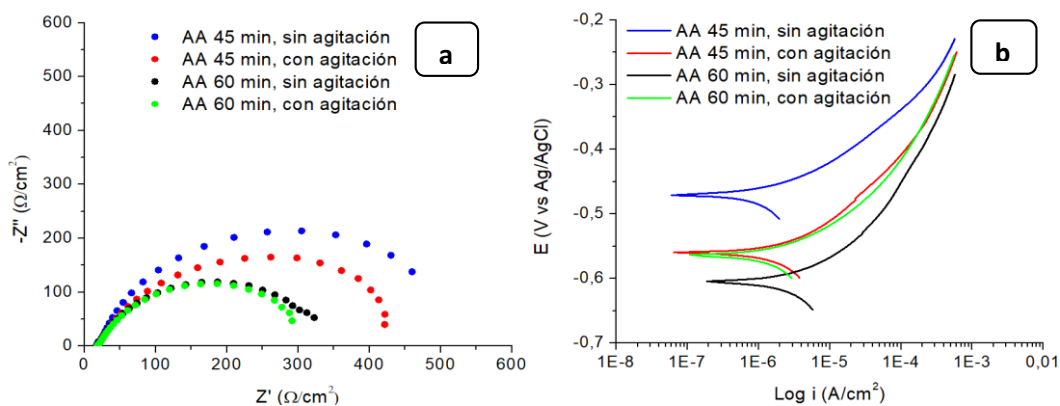 600
500
400
300
200
100
0
-Z'' (Ω/cm²)
AA 45 min, sin agitación
AA 45 min, con agitación
AA 60 min, sin agitación
AA 60 min, con agitación
a
0 100 200 300 400 500 600
Z' (Ω/cm²)
-0,2
-0,3
-0,4
-0,5
-0,6
-0,7
E (V vs Ag/AgCl)
AA 45 min, sin agitación
AA 45 min, con agitación
AA 60 min, sin agitación
AA 60 min, con agitación
b
1E-8 1E-7 1E-6 1E-5 1E-4 1E-3 0,01
Log i (A/cm²)